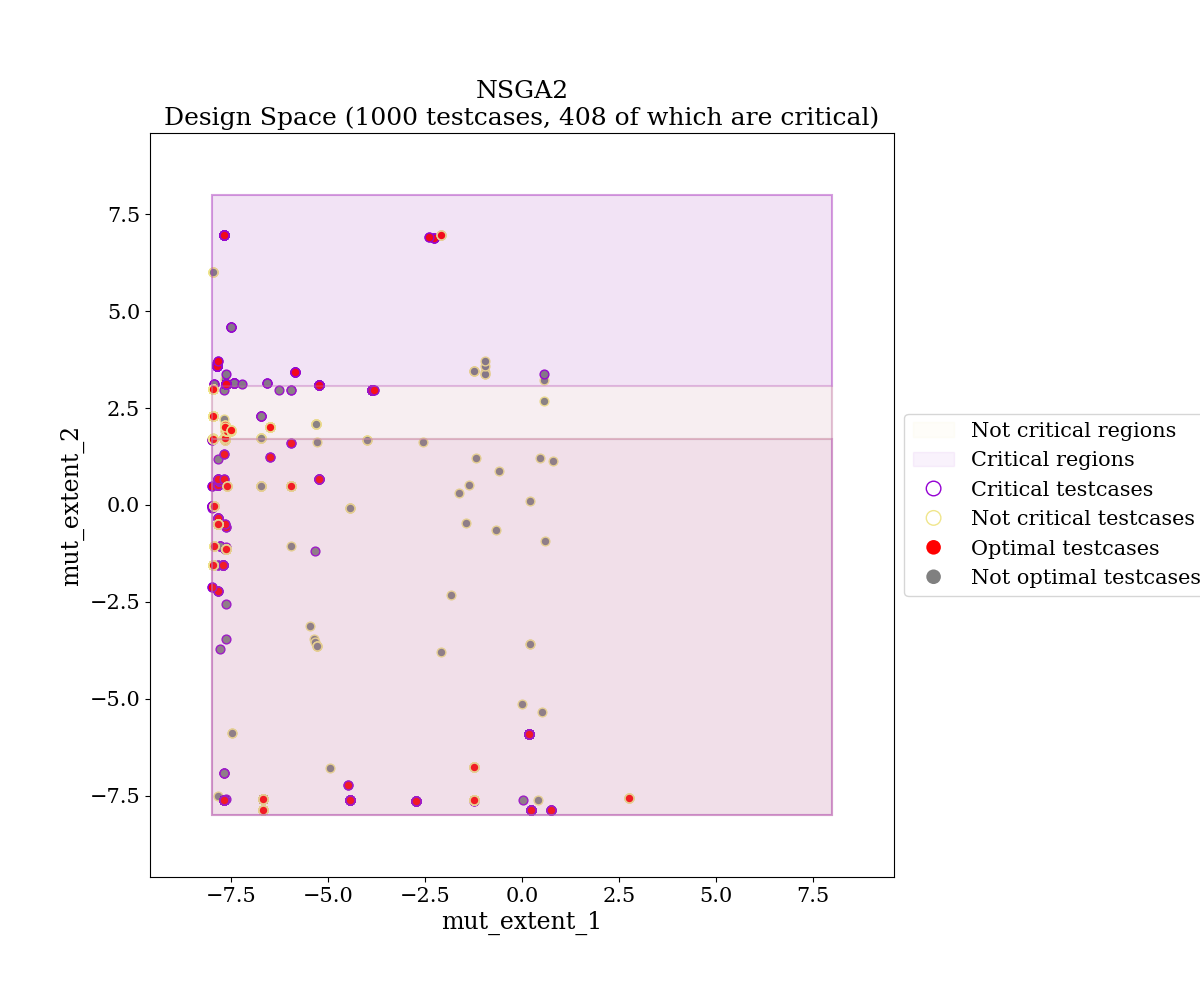 NSGA2
Design Space (1000 testcases, 408 of which are critical)
7.5
5.0
2.5
0.0
−2.5
−5.0
−7.5
mut_extent_2
−7.5
−5.0
−2.5
0.0
2.5
5.0
7.5
mut_extent_1
Not critical regions
Critical regions
Critical testcases
Not critical testcases
Optimal testcases
Not optimal testcases